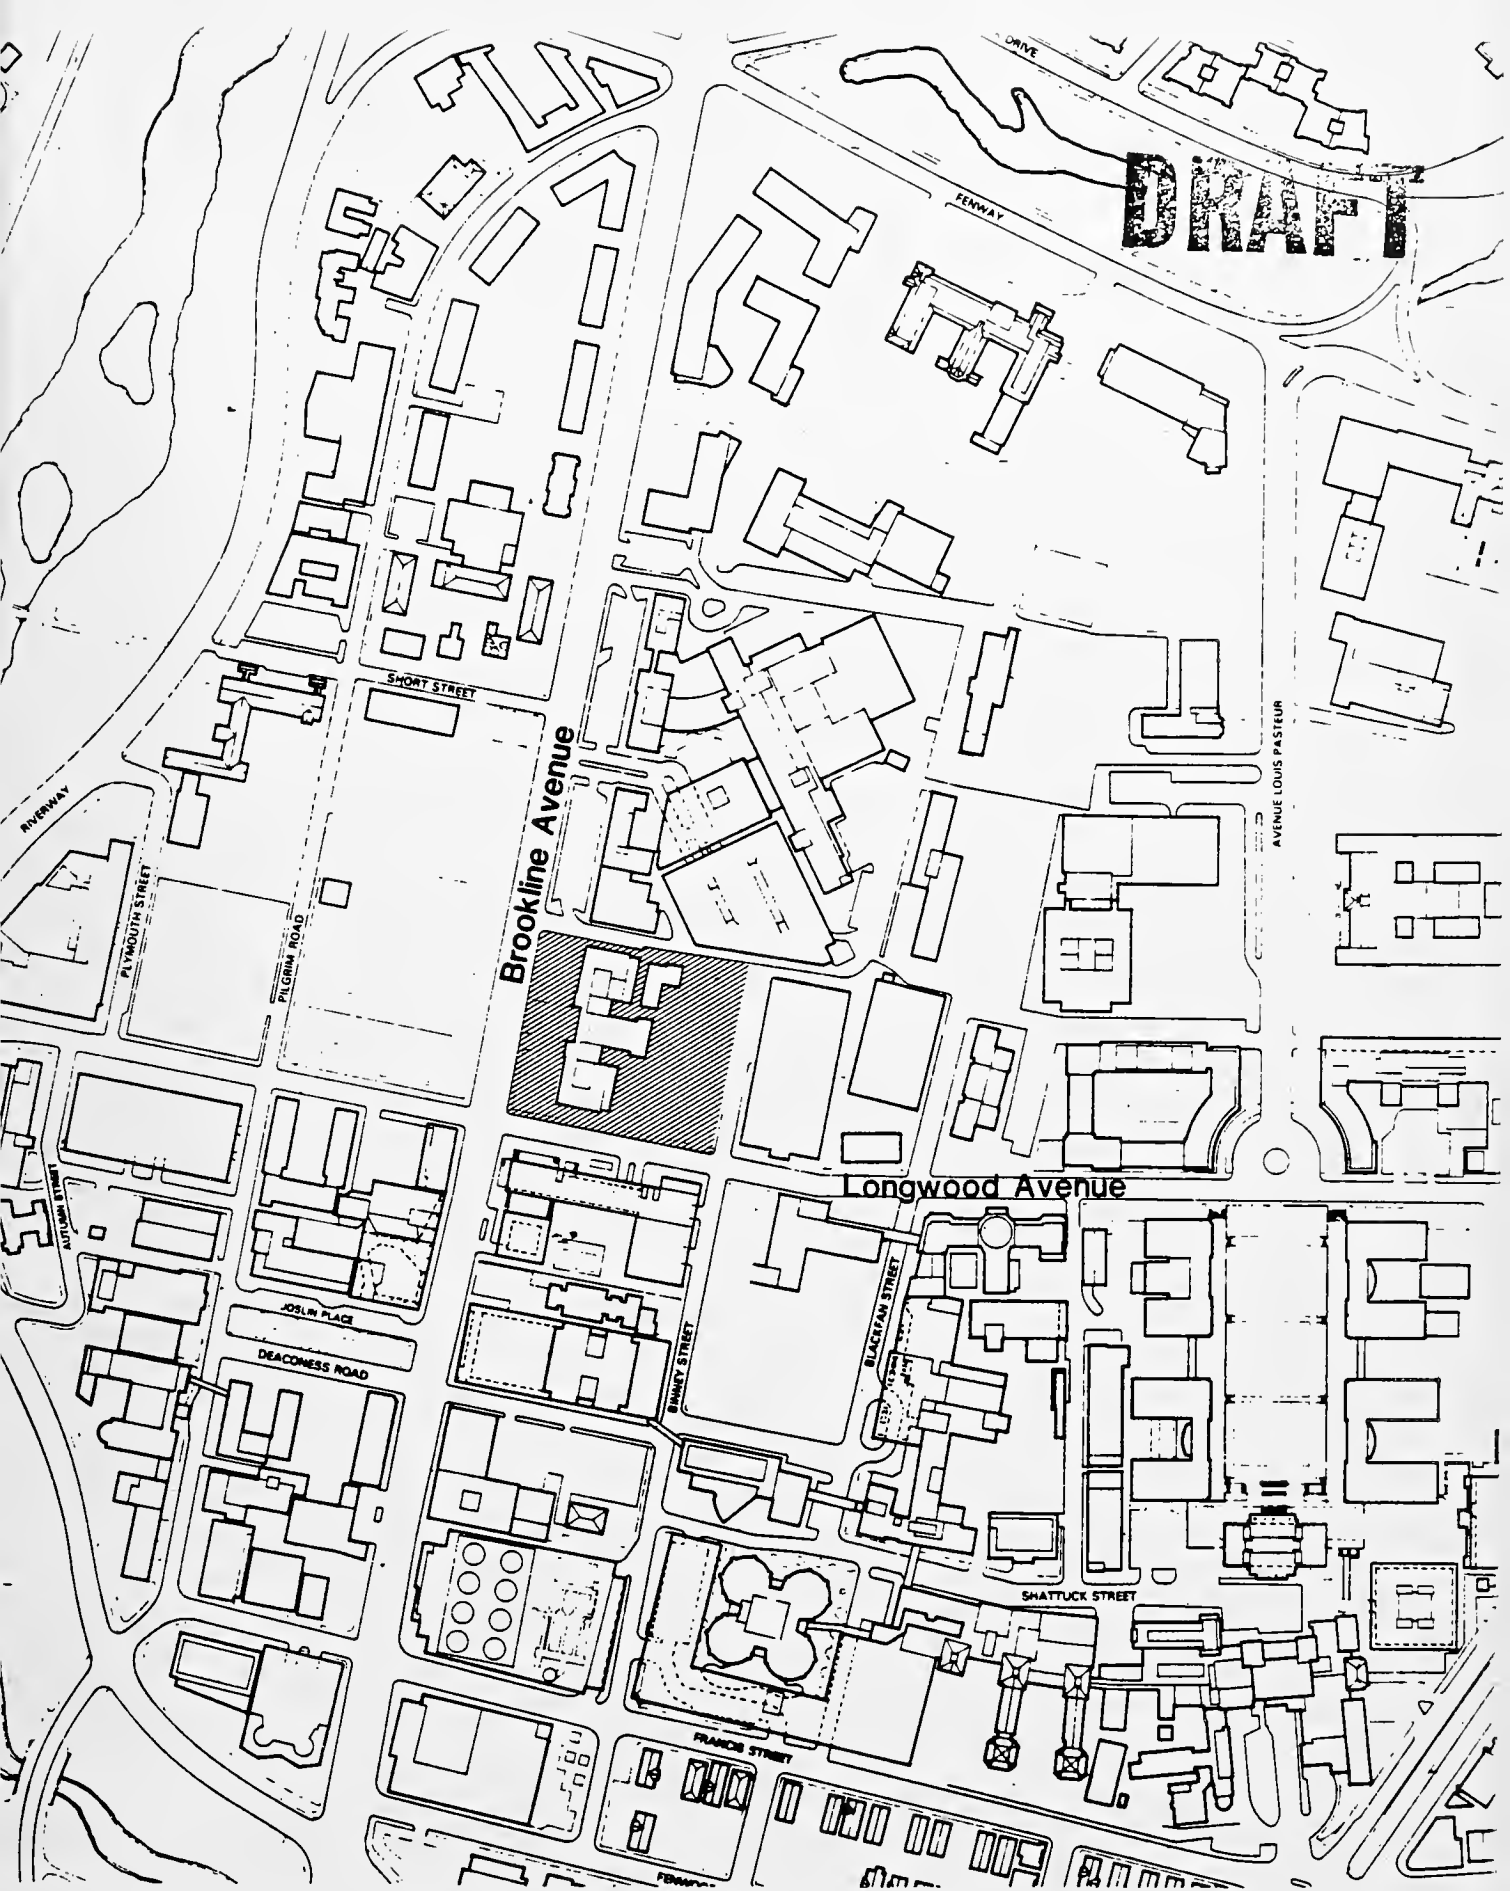 DRIVE
DRAFT
FENWAY
SHORT STREET
AVENUE LOUIS PASTEUR
RIVERWAY
Brookline Avenue
PLYMOUTH STREET
PILGRIM ROAD
AUTUMN STREET
Longwood Avenue
BLACKFAN STREET
JOSLIN PLACE
DEACONESS ROAD
BINNEY STREET
SHATTUCK STREET
FRANCIS STREET